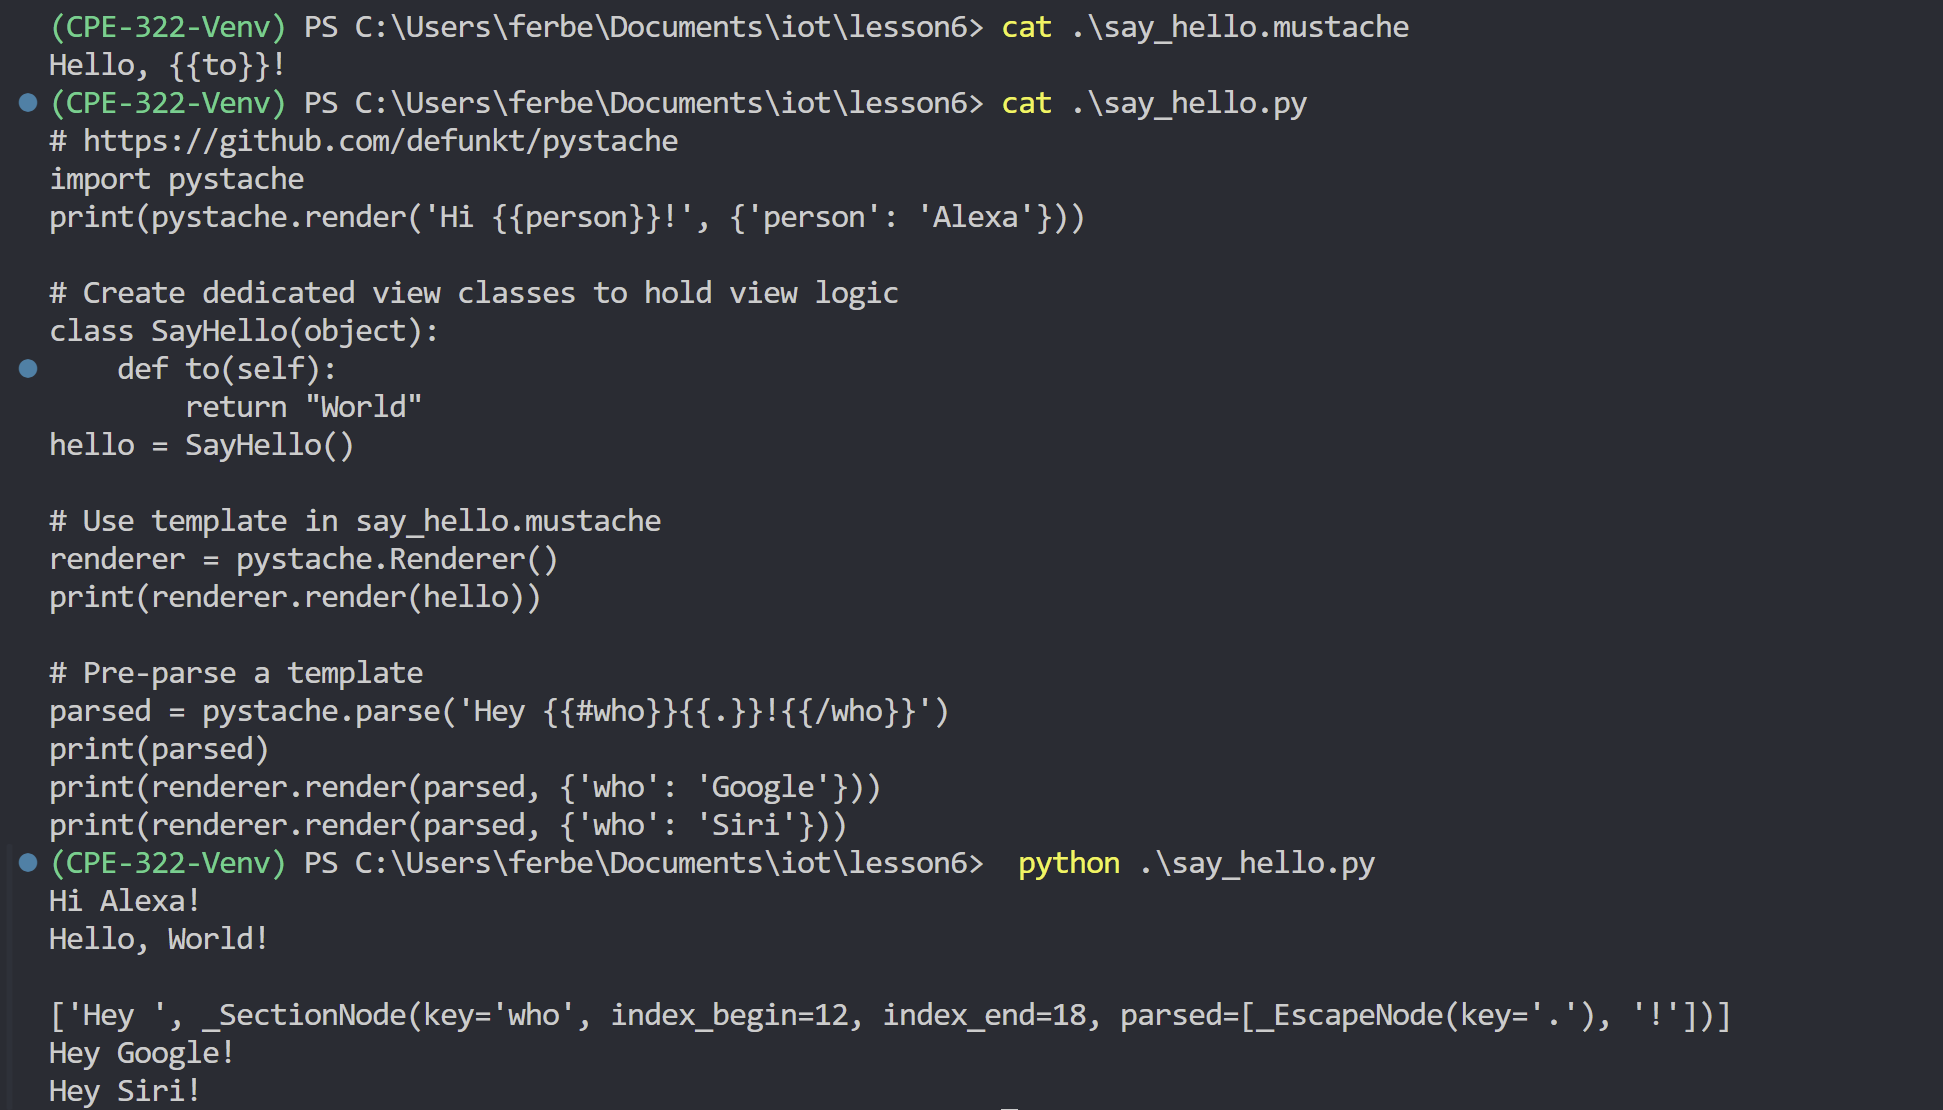 (CPE-322-Venv) PS C:\Users\ferbe\Documents\iot\lesson6> cat .\say_hello.mustache
Hello, {{to}}!
(CPE-322-Venv) PS C:\Users\ferbe\Documents\iot\lesson6> cat .\say_hello.py
# https://github.com/defunkt/pystache
import pystache
print(pystache.render('Hi {{person}}!', {'person': 'Alexa'}))

# Create dedicated view classes to hold view logic
class SayHello(object):
    def to(self):
        return "World"
hello = SayHello()

# Use template in say_hello.mustache
renderer = pystache.Renderer()
print(renderer.render(hello))

# Pre-parse a template
parsed = pystache.parse('Hey {{#who}}{{.}}!{{/who}}')
print(parsed)
print(renderer.render(parsed, {'who': 'Google'}))
print(renderer.render(parsed, {'who': 'Siri'}))
(CPE-322-Venv) PS C:\Users\ferbe\Documents\iot\lesson6>  python .\say_hello.py
Hi Alexa!
Hello, World!

['Hey ', _SectionNode(key='who', index_begin=12, index_end=18, parsed=[_EscapeNode(key='.'), '!'])]
Hey Google!
Hey Siri!